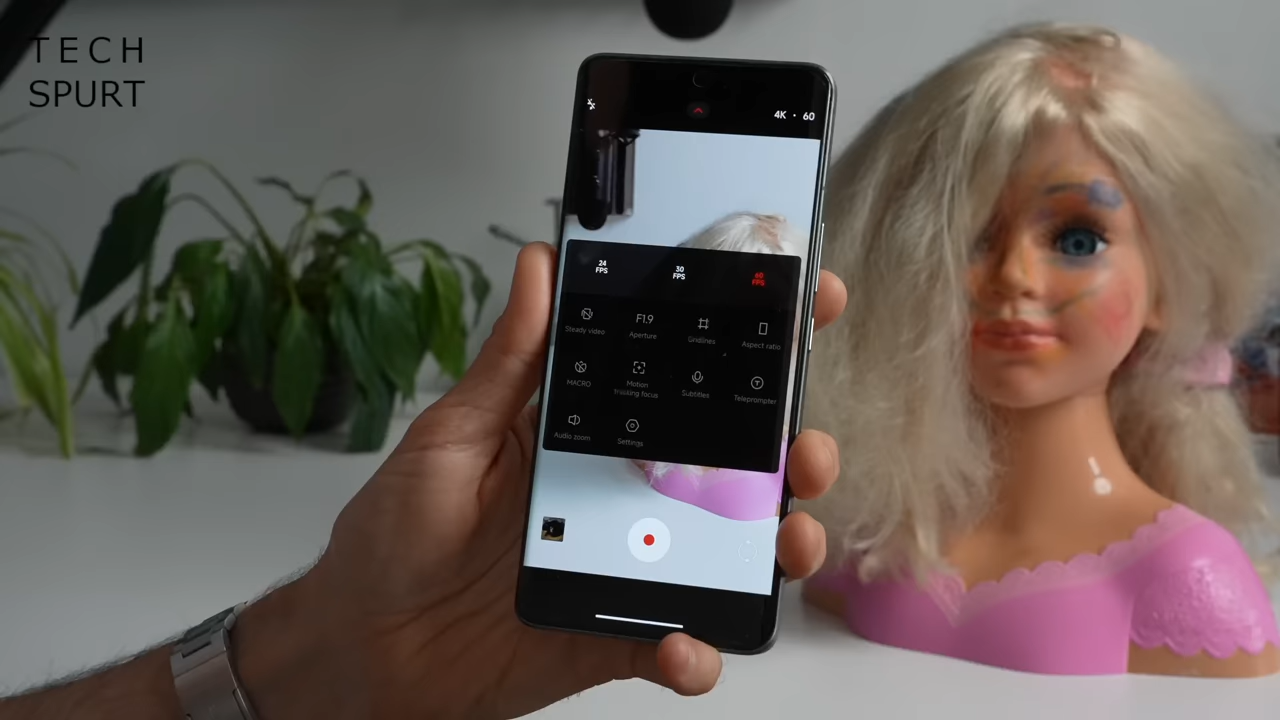 TECH
SPURT
4K · 60
24
FPS
30
FPS
60
FPS
Steady video
F1.9
Aperture
Gridlines
Aspect ratio
MACRO
Motion
tracking focus
Subtitles
Teleprompter
Audio zoom
Settings